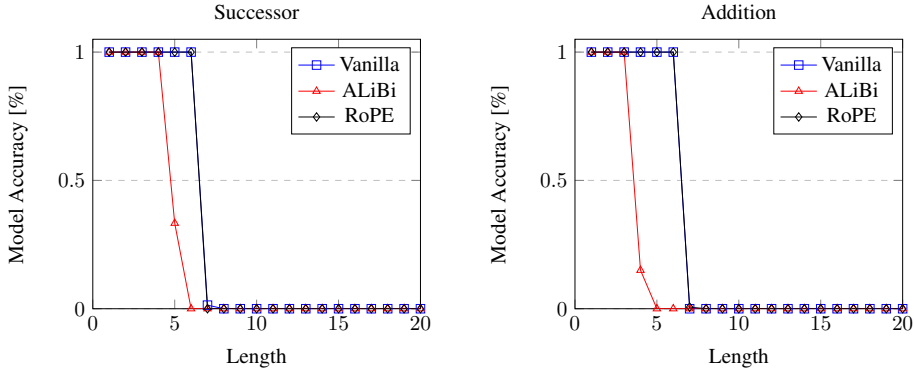 Successor
Model Accuracy [%]
1
0.5
0
0 5 10 15 20
Length
Vanilla
ALiBi
RoPE
Addition
Model Accuracy [%]
1
0.5
0
0 5 10 15 20
Length
Vanilla
ALiBi
RoPE